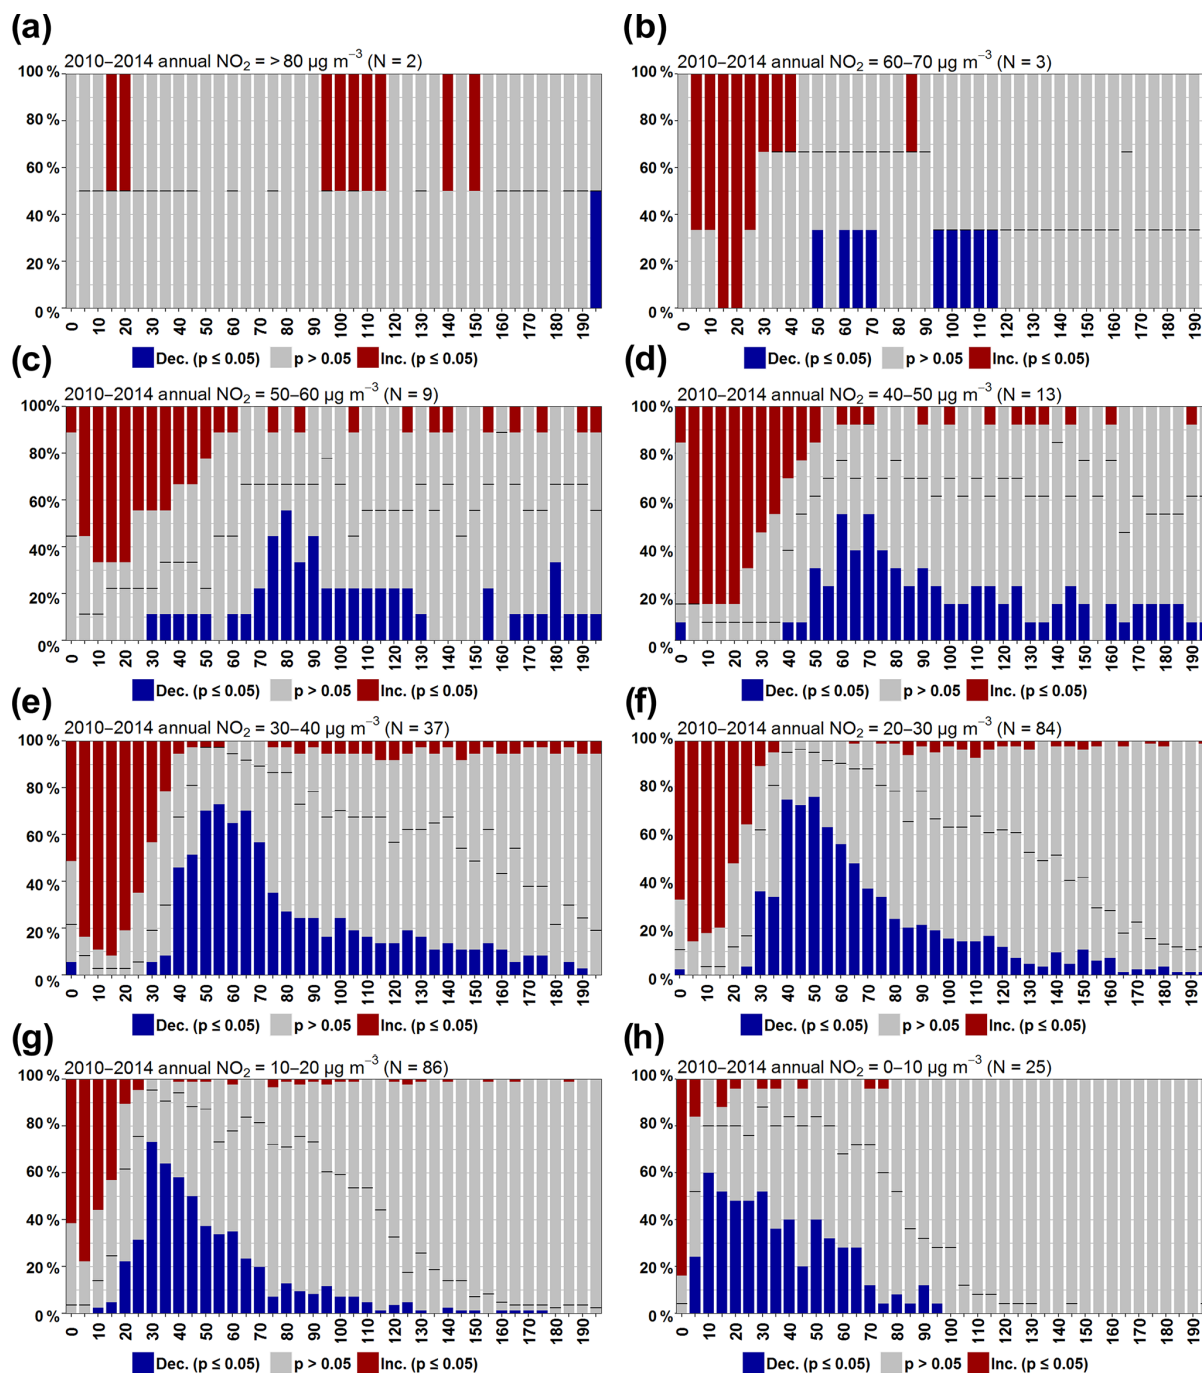 (a)
2010–2014 annual NO₂ = > 80 µg m⁻³ (N = 2)
100 %
80 %
60 %
40 %
20 %
0 %
0 10 20 30 40 50 60 70 80 90 100 110 120 130 140 150 160 170 180 190
Dec. (p ≤ 0.05) p > 0.05 Inc. (p ≤ 0.05)
(b)
2010–2014 annual NO₂ = 60–70 µg m⁻³ (N = 3)
100 %
80 %
60 %
40 %
20 %
0 %
0 10 20 30 40 50 60 70 80 90 100 110 120 130 140 150 160 170 180 190
Dec. (p ≤ 0.05) p > 0.05 Inc. (p ≤ 0.05)
(c)
2010–2014 annual NO₂ = 50–60 µg m⁻³ (N = 9)
100 %
80 %
60 %
40 %
20 %
0%
0 10 20 30 40 50 60 70 80 90 100 110 120 130 140 150 160 170 180 190
Dec. (p ≤ 0.05) p > 0.05 Inc. (p ≤ 0.05)
(d)
2010–2014 annual NO₂ = 40–50 µg m⁻³ (N = 13)
100 %
80 %
60 %
40 %
20 %
0 %
0 10 20 30 40 50 60 70 80 90 100 110 120 130 140 150 160 170 180 190
Dec. (p ≤ 0.05) p > 0.05 Inc. (p ≤ 0.05)
(e)
2010–2014 annual NO₂ = 30–40 µg m⁻³ (N = 37)
100 %
80 %
60 %
40 %
20 %
0 %
0 10 20 30 40 50 60 70 80 90 100 110 120 130 140 150 160 170 180 190
Dec. (p ≤ 0.05) p > 0.05 Inc. (p ≤ 0.05)
(f)
2010–2014 annual NO₂ = 20–30 µg m⁻³ (N = 84)
100 %
80 %
60 %
40 %
20 %
0 %
0 10 20 30 40 50 60 70 80 90 100 110 120 130 140 150 160 170 180 190
Dec. (p ≤ 0.05) p > 0.05 Inc. (p ≤ 0.05)
(g)
2010–2014 annual NO₂ = 10–20 µg m⁻³ (N = 86)
100 %
80 %
60 %
40 %
20 %
0 %
0 10 20 30 40 50 60 70 80 90 100 110 120 130 140 150 160 170 180 190
Dec. (p ≤ 0.05) p > 0.05 Inc. (p ≤ 0.05)
(h)
2010–2014 annual NO₂ = 0–10 µg m⁻³ (N = 25)
100 %
80 %
60 %
40 %
20 %
0 %
0 10 20 30 40 50 60 70 80 90 100 110 120 130 140 150 160 170 180 190
Dec. (p ≤ 0.05) p > 0.05 Inc. (p ≤ 0.05)